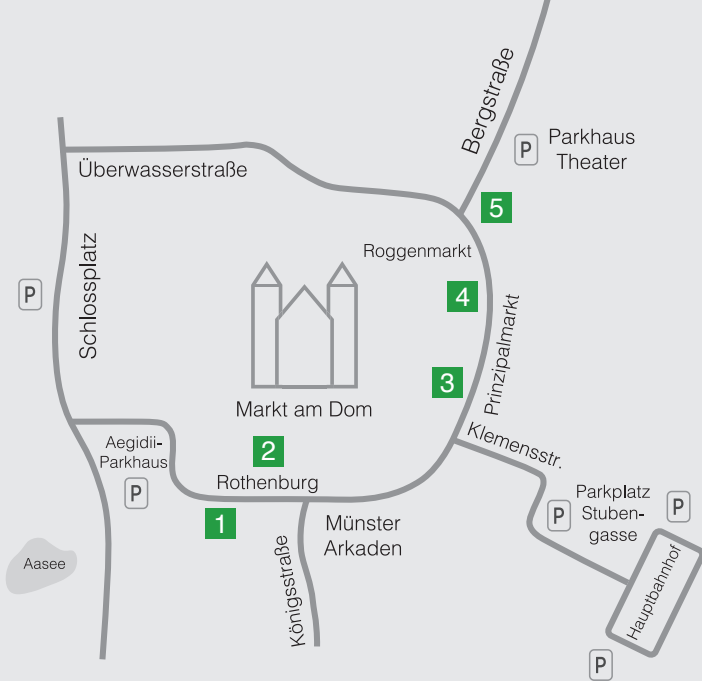 Bergstraße
P
Parkhaus
Theater
Überwasserstraße
5
Roggenmarkt
Schlossplatz
P
4
Prinzipalmarkt
3
Markt am Dom
Klemensstr.
Aegidii-
Parkhaus
P
2
Rothenburg
1
Münster
Arkaden
Königsstraße
Parkplatz
Stuben-
gasse
P
P
Hauptbahnhof
P
Aasee